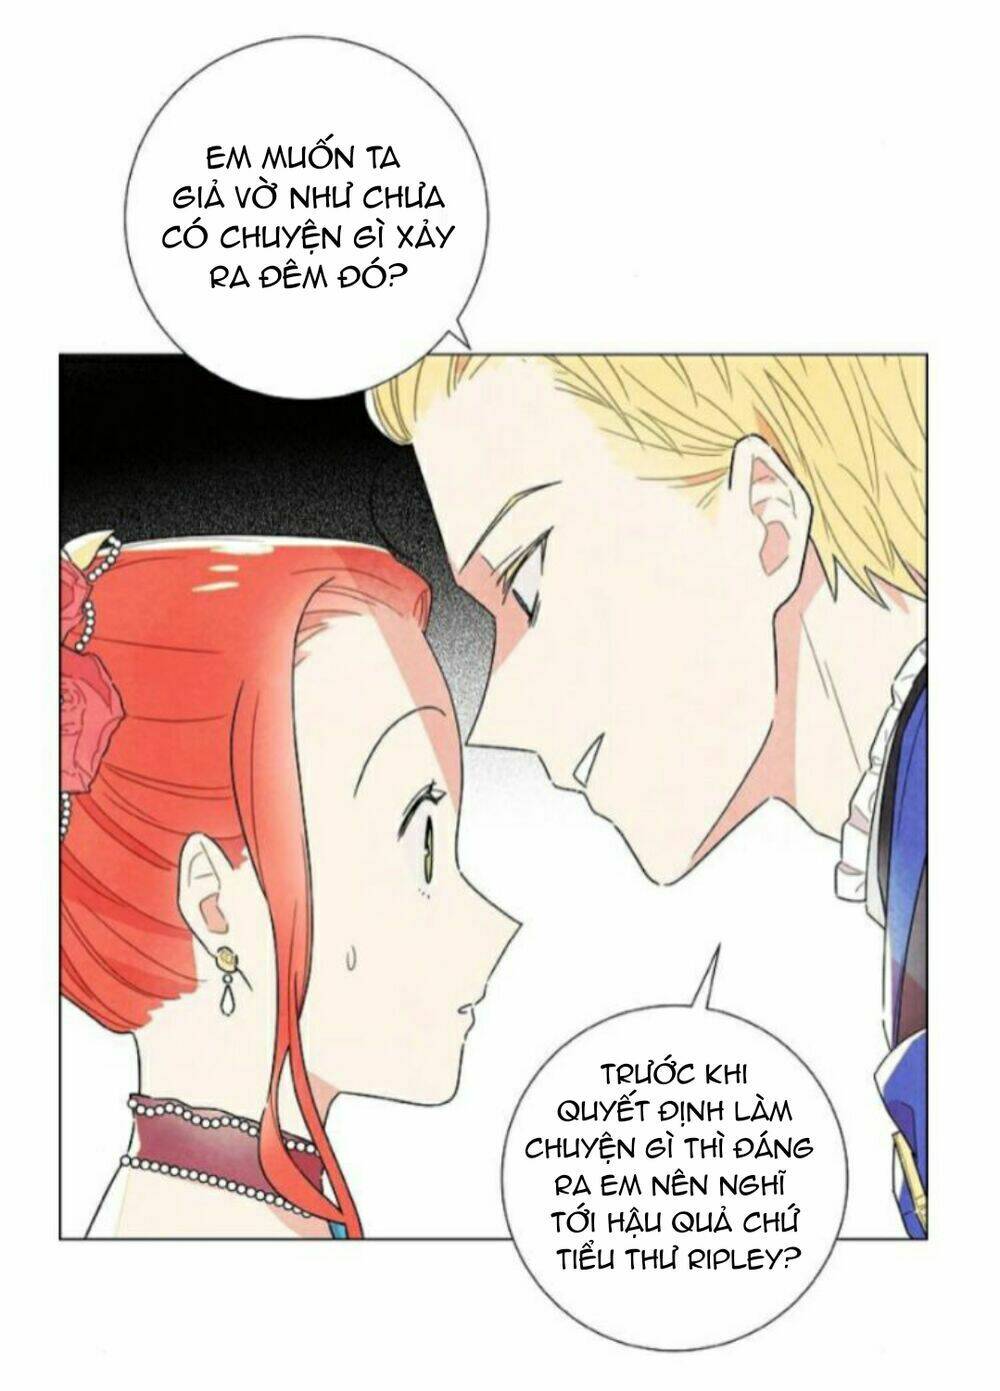 EM MUỐN TA
GIẢ VỜ NHƯ CHƯA
CÓ CHUYỆN GÌ XẢY
RA ĐÊM ĐÓ?
TRƯỚC KHI
QUYẾT ĐỊNH LÀM
CHUYỆN GÌ THÌ ĐÁNG
RA EM NÊN NGHĨ
TỚI HẬU QUẢ CHỨ
TIỂU THƯ RIPLEY?